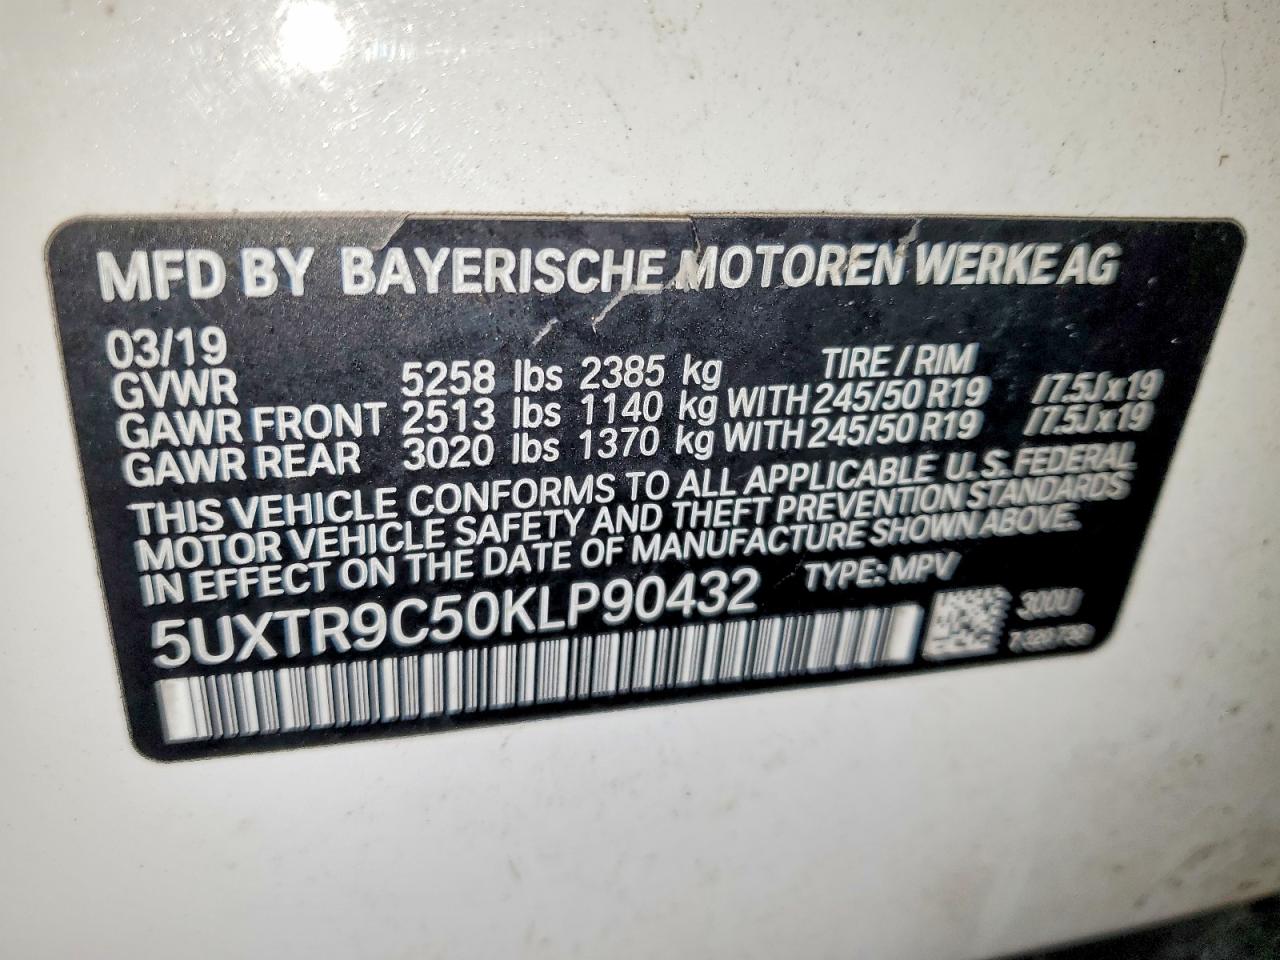 MFD BY BAYERISCHE MOTOREN WERKE AG
03/19 TIRE / RIM
GVWR 5258 lbs 2385 kg
GAWR FRONT 2513 lbs 1140 kg WITH 245/50 R19 /7.5Jx19
GAWR REAR 3020 lbs 1370 kg WITH 245/50 R19 /7.5Jx19
THIS VEHICLE CONFORMS TO ALL APPLICABLE U.S. FEDERAL
MOTOR VEHICLE SAFETY AND THEFT PREVENTION STANDARDS
IN EFFECT ON THE DATE OF MANUFACTURE SHOWN ABOVE.
5UXTR9C50KLP90432 TYPE: MPV
300U